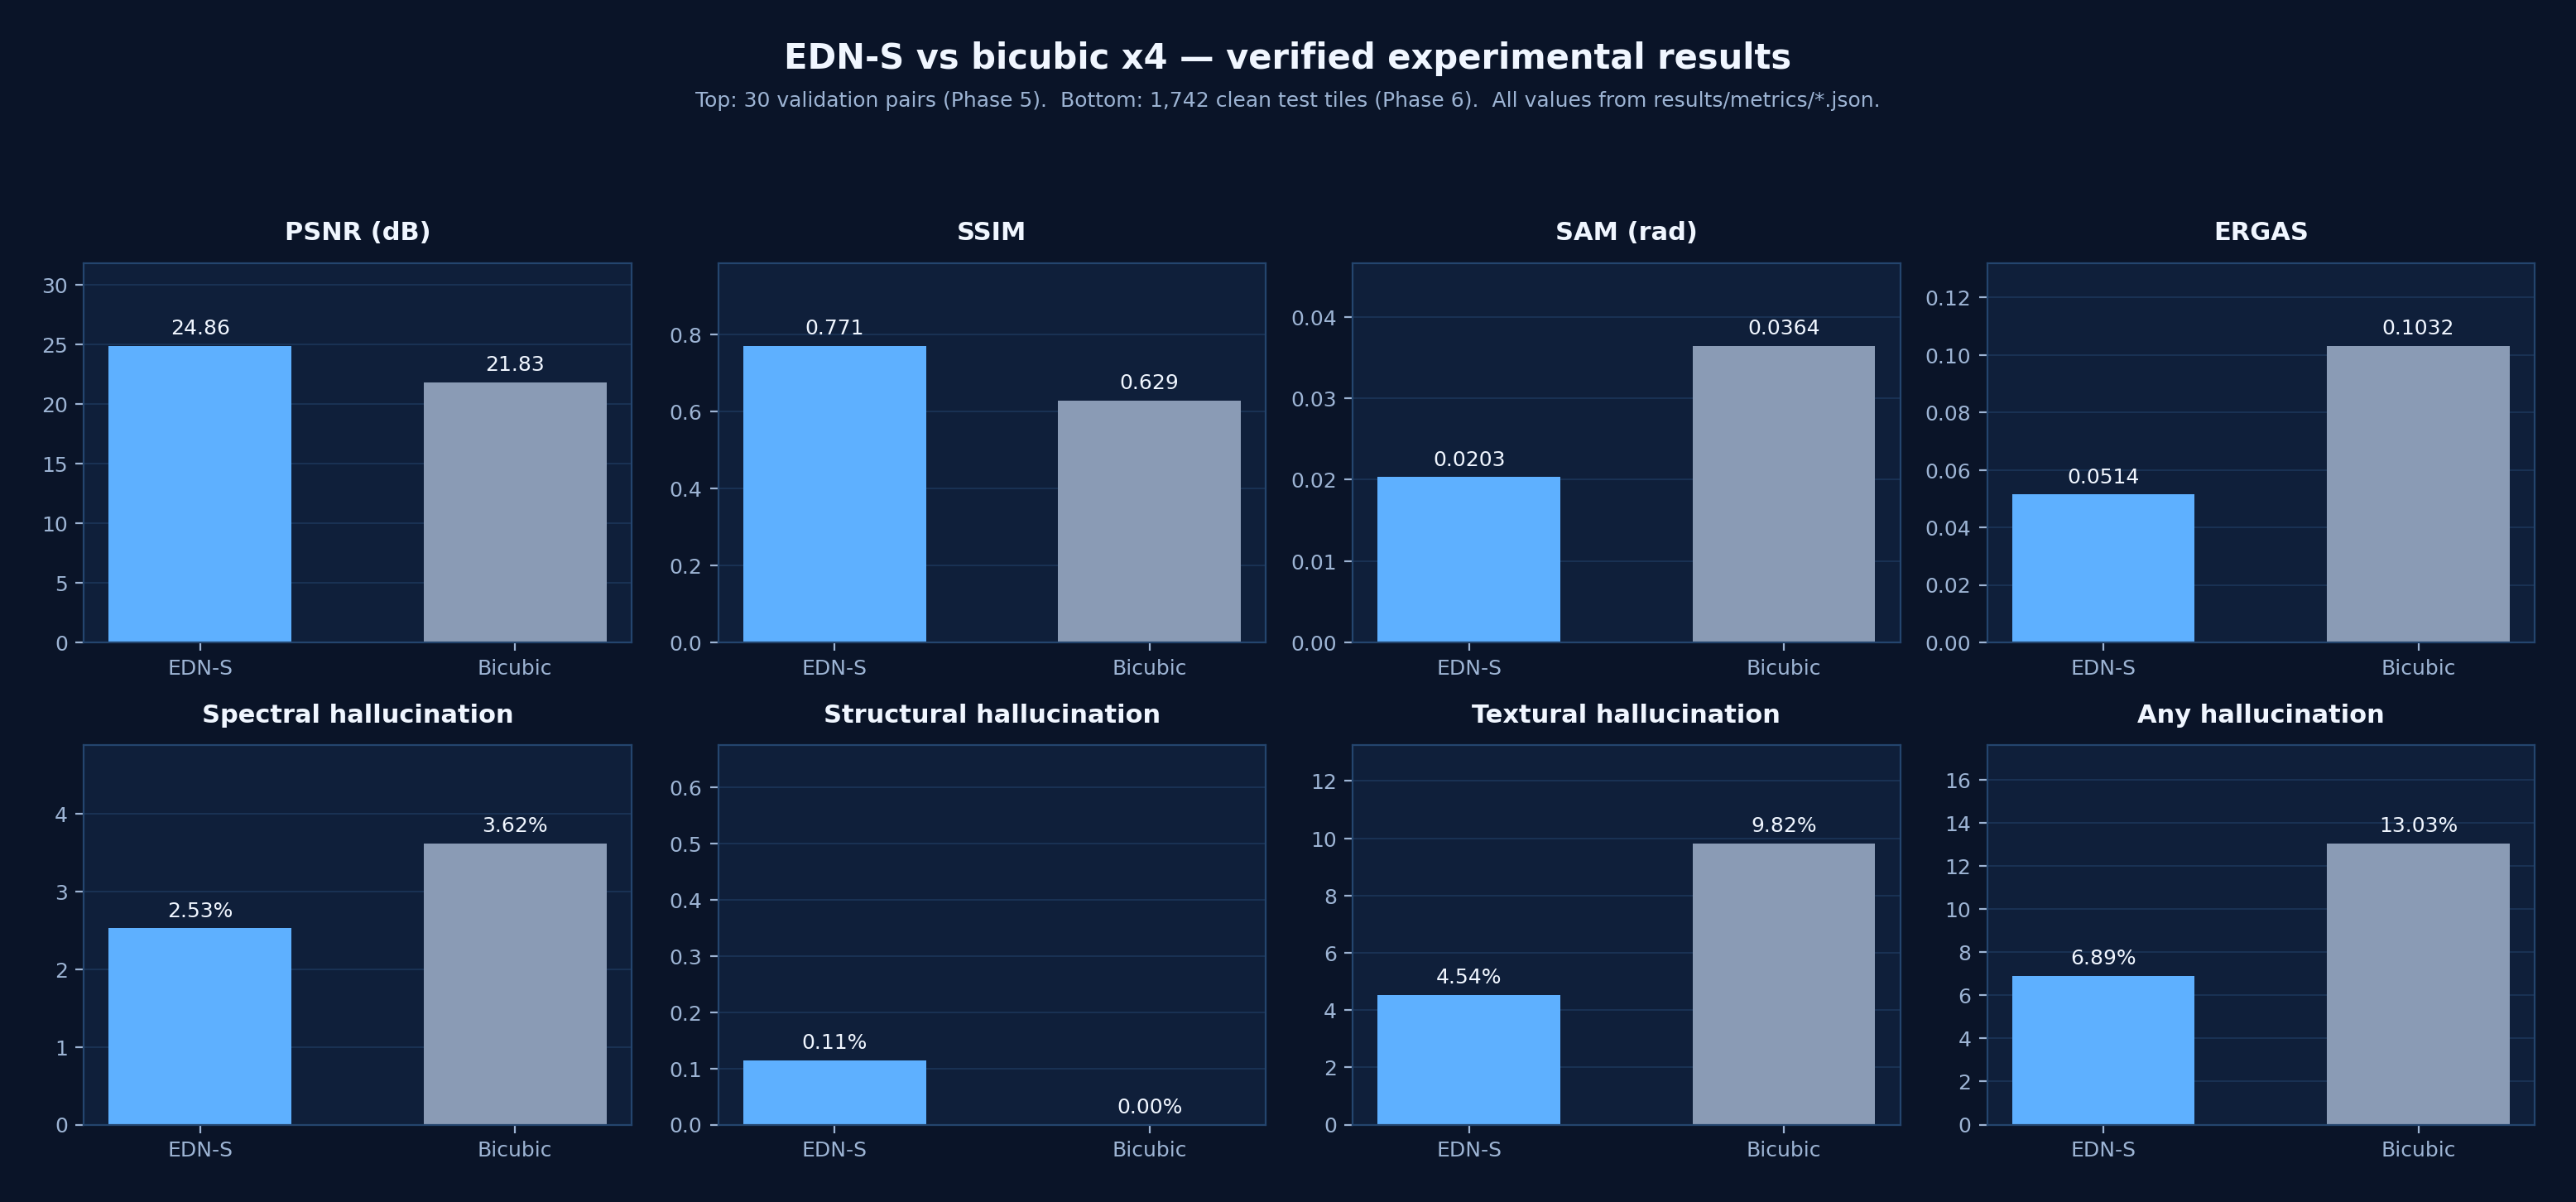 EDN-S vs bicubic x4 — verified experimental results
Top: 30 validation pairs (Phase 5).  Bottom: 1,742 clean test tiles (Phase 6).  All values from results/metrics/*.json.
PSNR (dB)
30
25
20
15
10
5
0
24.86
21.83
EDN-S
Bicubic
SSIM
0.8
0.6
0.4
0.2
0.0
0.771
0.629
EDN-S
Bicubic
SAM (rad)
0.04
0.03
0.02
0.01
0.00
0.0203
0.0364
EDN-S
Bicubic
ERGAS
0.12
0.10
0.08
0.06
0.04
0.02
0.00
0.0514
0.1032
EDN-S
Bicubic
Spectral hallucination
4
3
2
1
0
2.53%
3.62%
EDN-S
Bicubic
Structural hallucination
0.6
0.5
0.4
0.3
0.2
0.1
0.0
0.11%
0.00%
EDN-S
Bicubic
Textural hallucination
12
10
8
6
4
2
0
4.54%
9.82%
EDN-S
Bicubic
Any hallucination
16
14
12
10
8
6
4
2
0
6.89%
13.03%
EDN-S
Bicubic